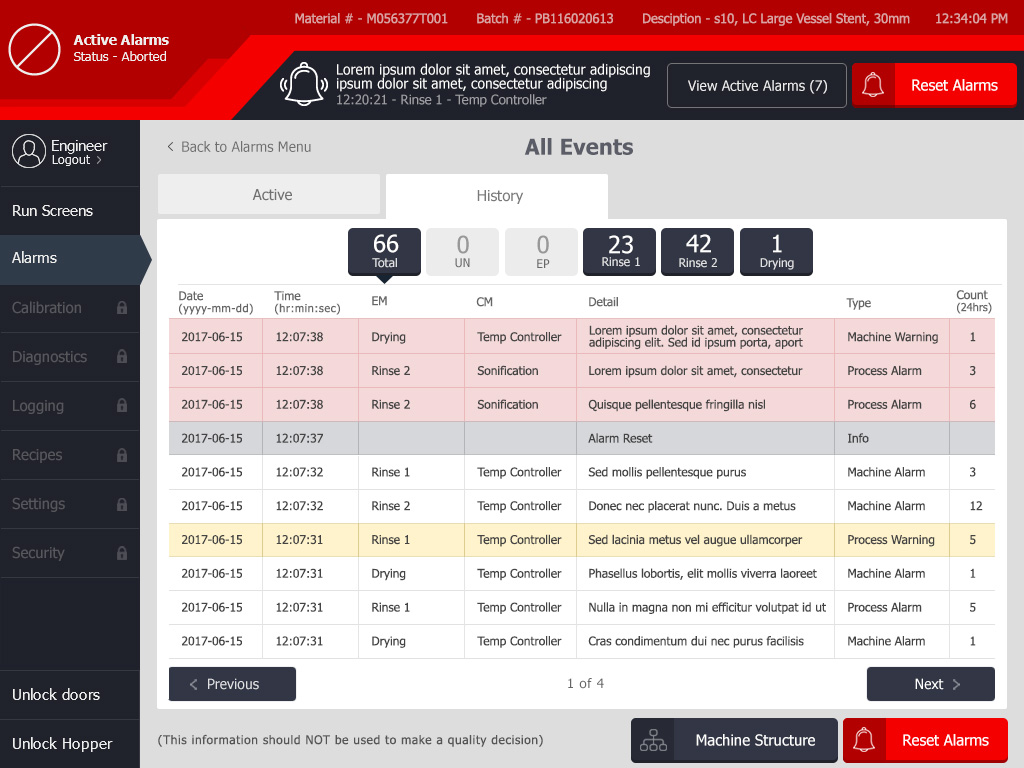 Material # - M056377T001 Batch # - PB116020613 Desciption - s10, LC Large Vessel Stent, 30mm 12:34:04 PM
Active Alarms
Status - Aborted
Lorem ipsum dolor sit amet, consectetur adipiscing
ipsum dolor sit amet, consectetur adipiscing
12:20:21 - Rinse 1 - Temp Controller
View Active Alarms (7)
Reset Alarms
Engineer
Logout >
Run Screens
Alarms
Calibration
Diagnostics
Logging
Recipes
Settings
Security
Unlock doors
Unlock Hopper
< Back to Alarms Menu
All Events
Active
History
66 Total
0 UN
0 EP
23 Rinse 1
42 Rinse 2
1 Drying
Date (yyyy-mm-dd) Time (hr:min:sec) EM CM Detail Type Count (24hrs)
2017-06-15 12:07:38 Drying Temp Controller Lorem ipsum dolor sit amet, consectetur adipiscing elit. Sed id ipsum porta, aport Machine Warning 1
2017-06-15 12:07:38 Rinse 2 Sonification Lorem ipsum dolor sit amet, consectetur Process Alarm 3
2017-06-15 12:07:38 Rinse 2 Sonification Quisque pellentesque fringilla nisl Process Alarm 6
2017-06-15 12:07:37 Alarm Reset Info
2017-06-15 12:07:32 Rinse 1 Temp Controller Sed mollis pellentesque purus Machine Alarm 3
2017-06-15 12:07:32 Rinse 2 Temp Controller Donec nec placerat nunc. Duis a metus Machine Alarm 12
2017-06-15 12:07:31 Rinse 1 Temp Controller Sed lacinia metus vel augue ullamcorper Process Warning 5
2017-06-15 12:07:31 Drying Temp Controller Phasellus lobortis, elit mollis viverra laoreet Machine Alarm 1
2017-06-15 12:07:31 Rinse 1 Temp Controller Nulla in magna non mi efficitur volutpat id ut Process Alarm 5
2017-06-15 12:07:31 Drying Temp Controller Cras condimentum dui nec purus facilisis Machine Alarm 1
< Previous
1 of 4
Next >
(This information should NOT be used to make a quality decision)
Machine Structure
Reset Alarms